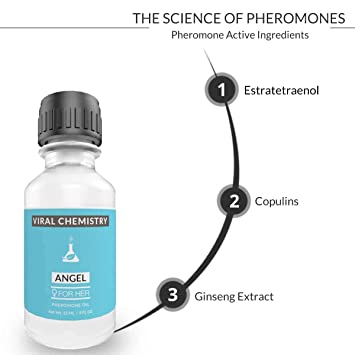 THE SCIENCE OF PHEROMONES
Pheromone Active Ingredients
1
Estratetraenol
2
Copulins
3
Ginseng Extract
VIRAL CHEMISTRY
ANGEL
FOR HER
PHEROMONE OIL